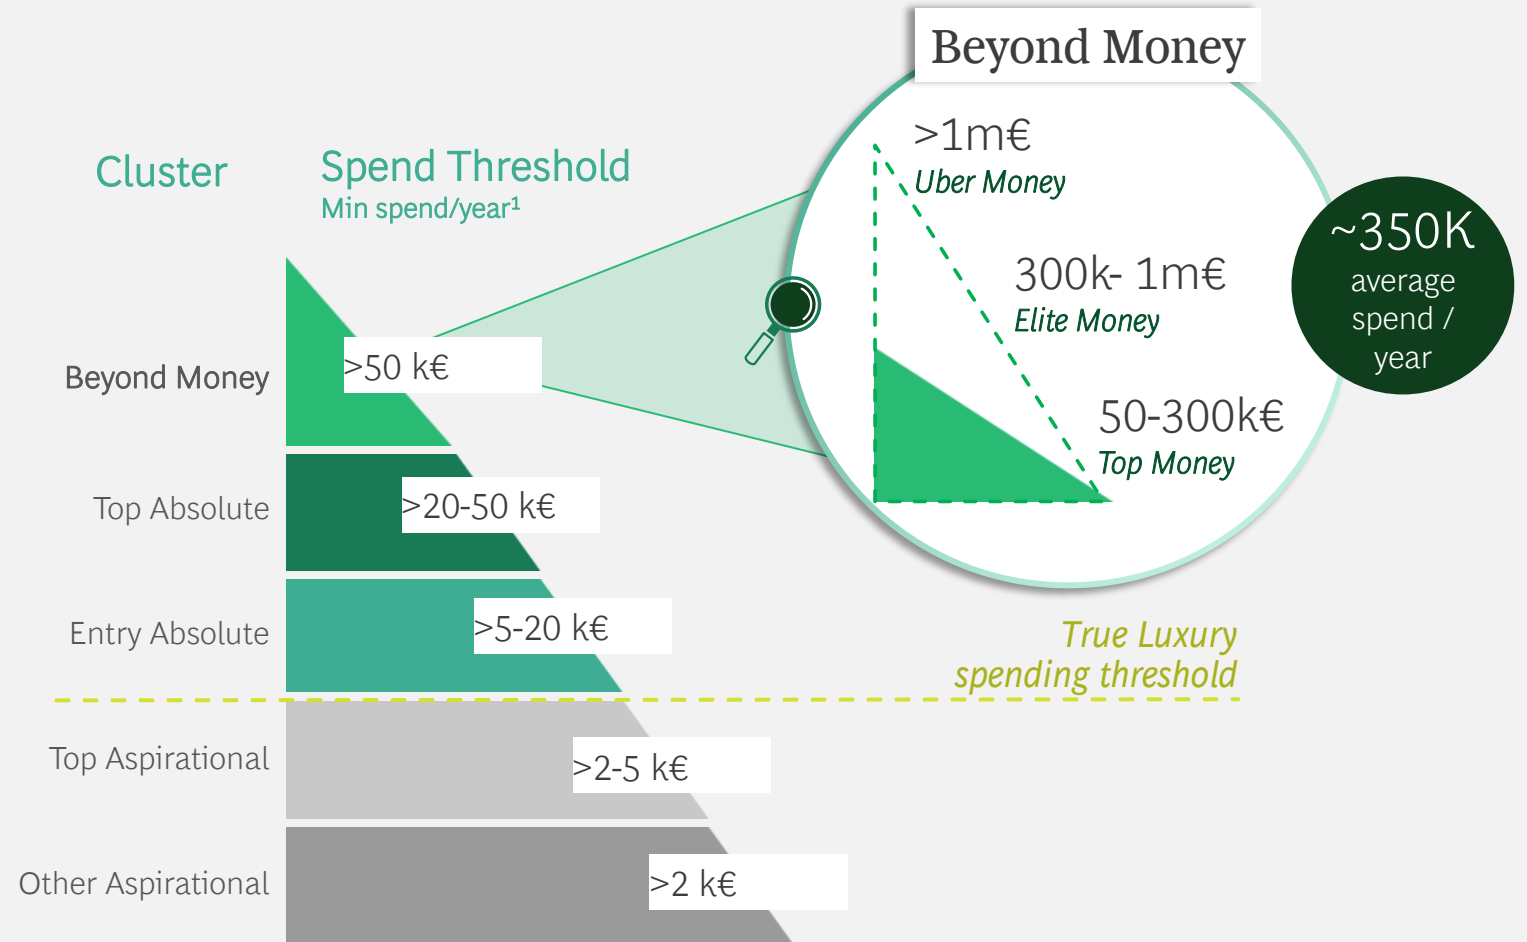 Beyond Money
Cluster
Spend Threshold
Min spend/year¹
>1m€
Uber Money
300k- 1m€
Elite Money
50-300k€
Top Money
~350K
average
spend /
year
Beyond Money
>50 k€
Top Absolute
>20-50 k€
Entry Absolute
>5-20 k€
True Luxury
spending threshold
Top Aspirational
>2-5 k€
Other Aspirational
>2 k€